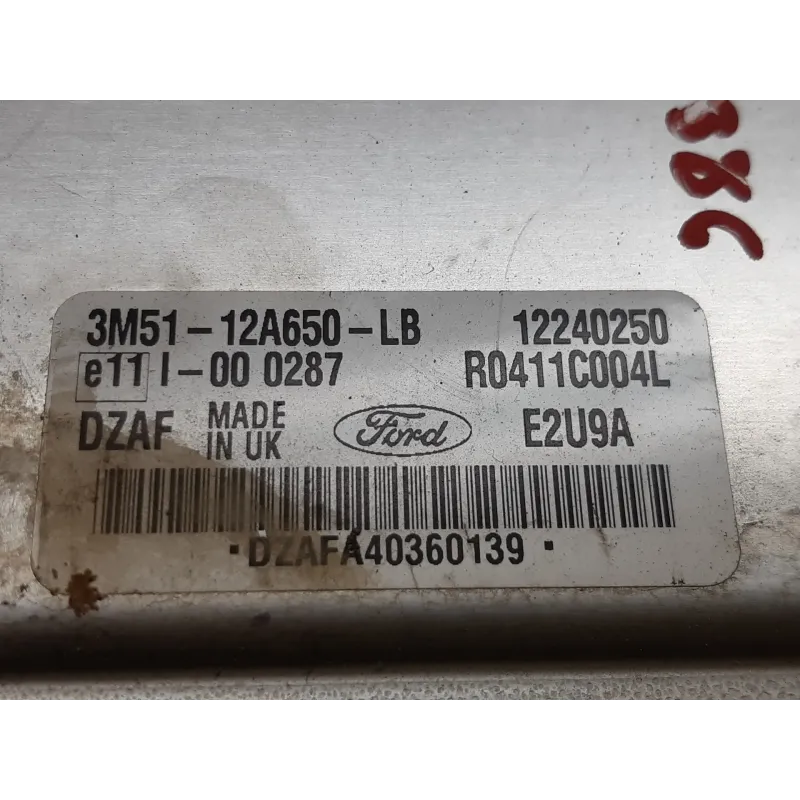 3M51-12A650-LB 12240250
e11 I-00 0287 R0411C004L
DZAF MADE IN UK Ford E2U9A
• DZAFA40360139 •